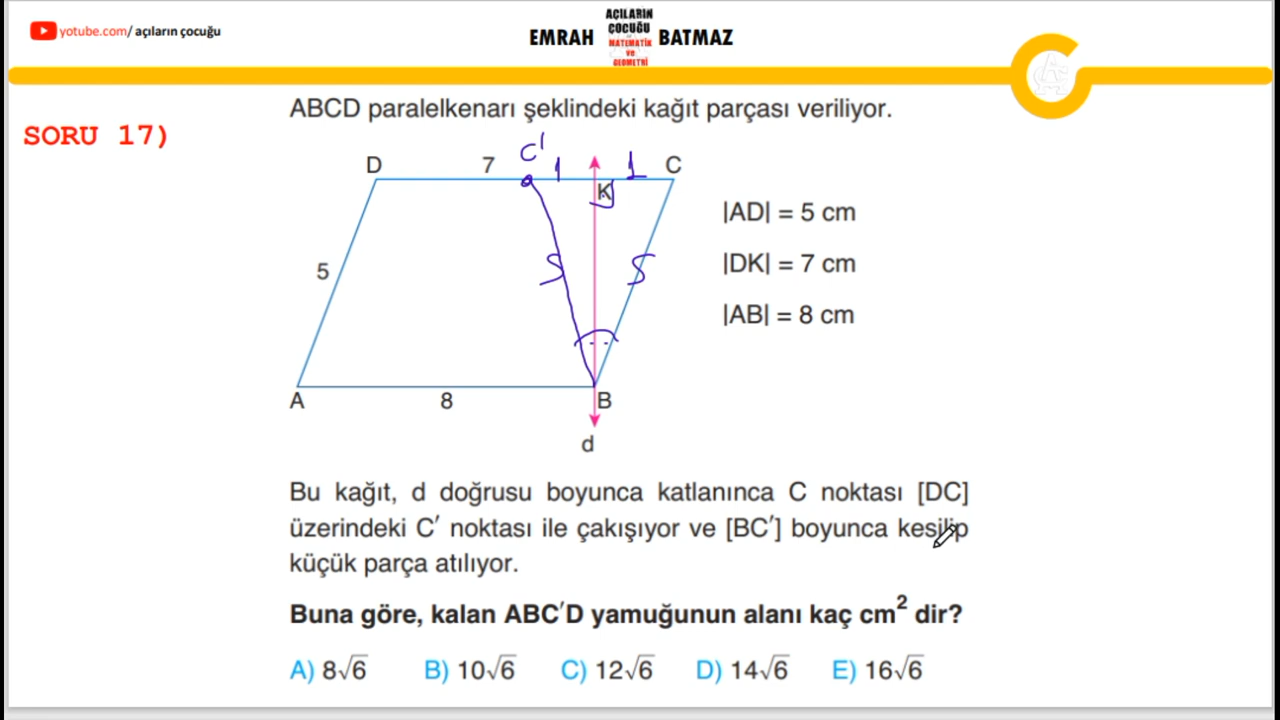 yotube.com/ açıların çocuğu
EMRAH
AÇILARIN
ÇOCUĞU
MATEMATİK
ve
GEOMETRİ
BATMAZ
SORU 17)
ABCD paralelkenarı şeklindeki kağıt parçası veriliyor.
C'
D 7 1 1 C
K
5 5 5
A 8 B
d
|AD| = 5 cm
|DK| = 7 cm
|AB| = 8 cm
Bu kağıt, d doğrusu boyunca katlanınca C noktası [DC]
üzerindeki C′ noktası ile çakışıyor ve [BC′] boyunca kesilip
küçük parça atılıyor.
Buna göre, kalan ABC′D yamuğunun alanı kaç cm² dir?
A) 8√6 B) 10√6 C) 12√6 D) 14√6 E) 16√6